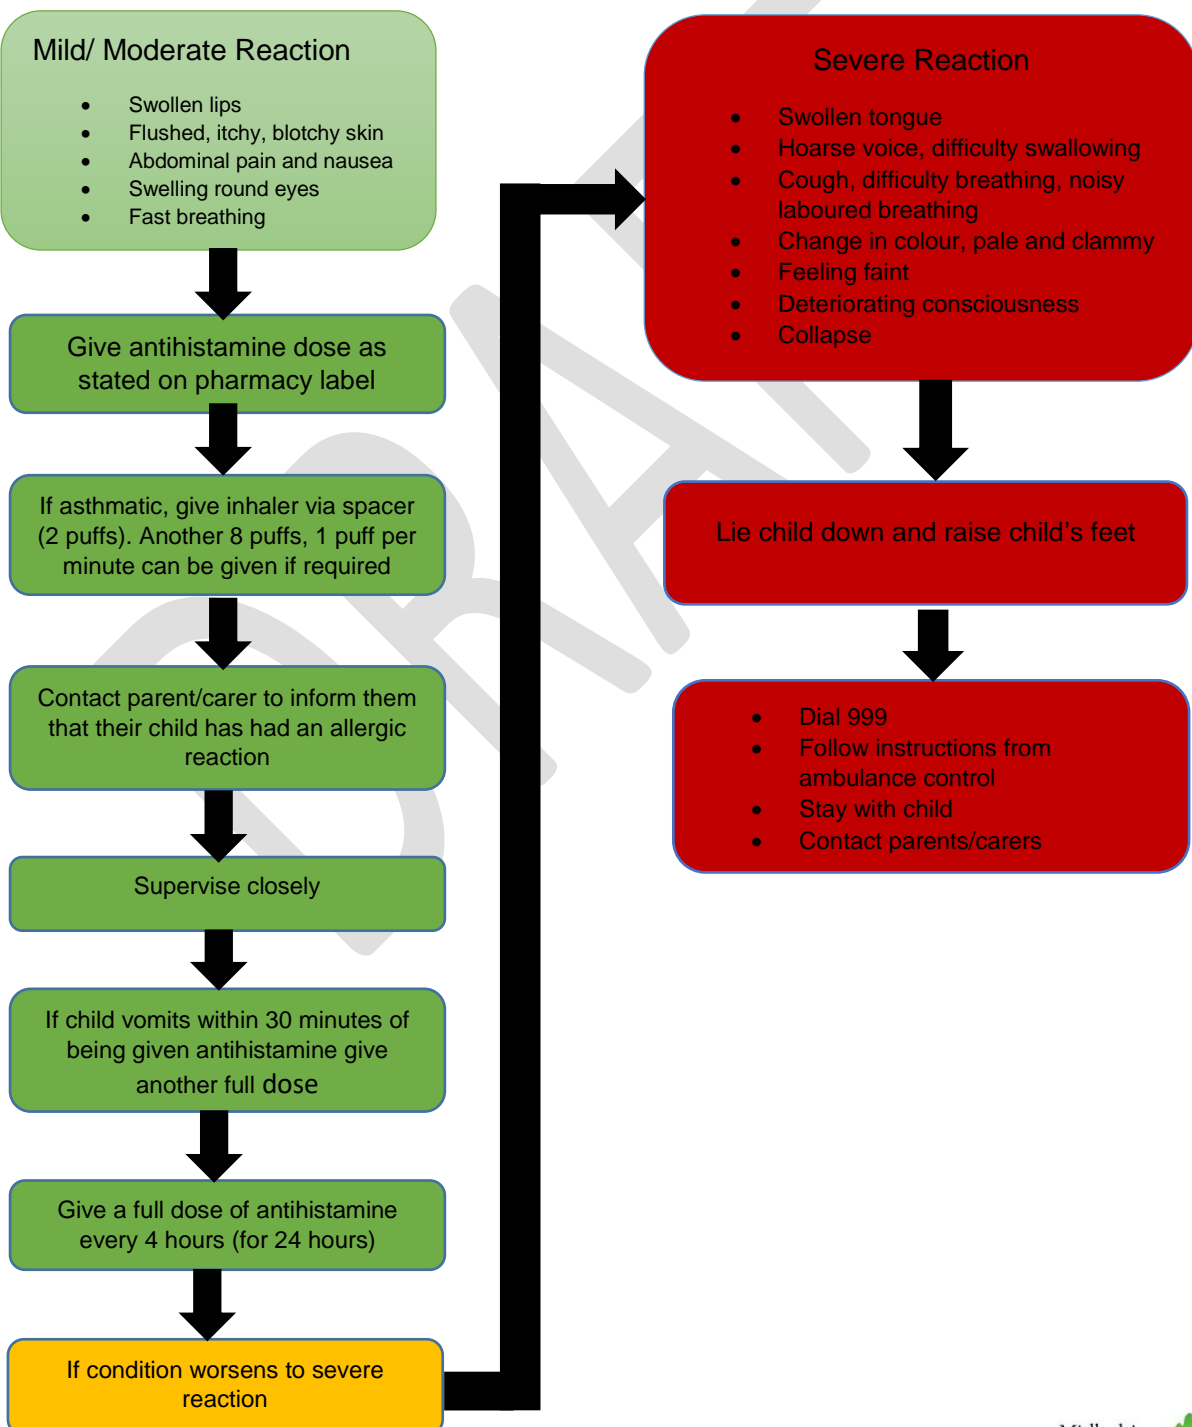 Mild/ Moderate Reaction
• Swollen lips
• Flushed, itchy, blotchy skin
• Abdominal pain and nausea
• Swelling round eyes
• Fast breathing
Give antihistamine dose as
stated on pharmacy label
If asthmatic, give inhaler via spacer
(2 puffs). Another 8 puffs, 1 puff per
minute can be given if required
Contact parent/carer to inform them
that their child has had an allergic
reaction
Supervise closely
If child vomits within 30 minutes of
being given antihistamine give
another full dose
Give a full dose of antihistamine
every 4 hours (for 24 hours)
If condition worsens to severe
reaction
Severe Reaction
• Swollen tongue
• Hoarse voice, difficulty swallowing
• Cough, difficulty breathing, noisy
laboured breathing
• Change in colour, pale and clammy
• Feeling faint
• Deteriorating consciousness
• Collapse
Lie child down and raise child’s feet
• Dial 999
• Follow instructions from
ambulance control
• Stay with child
• Contact parents/carers
DRAF